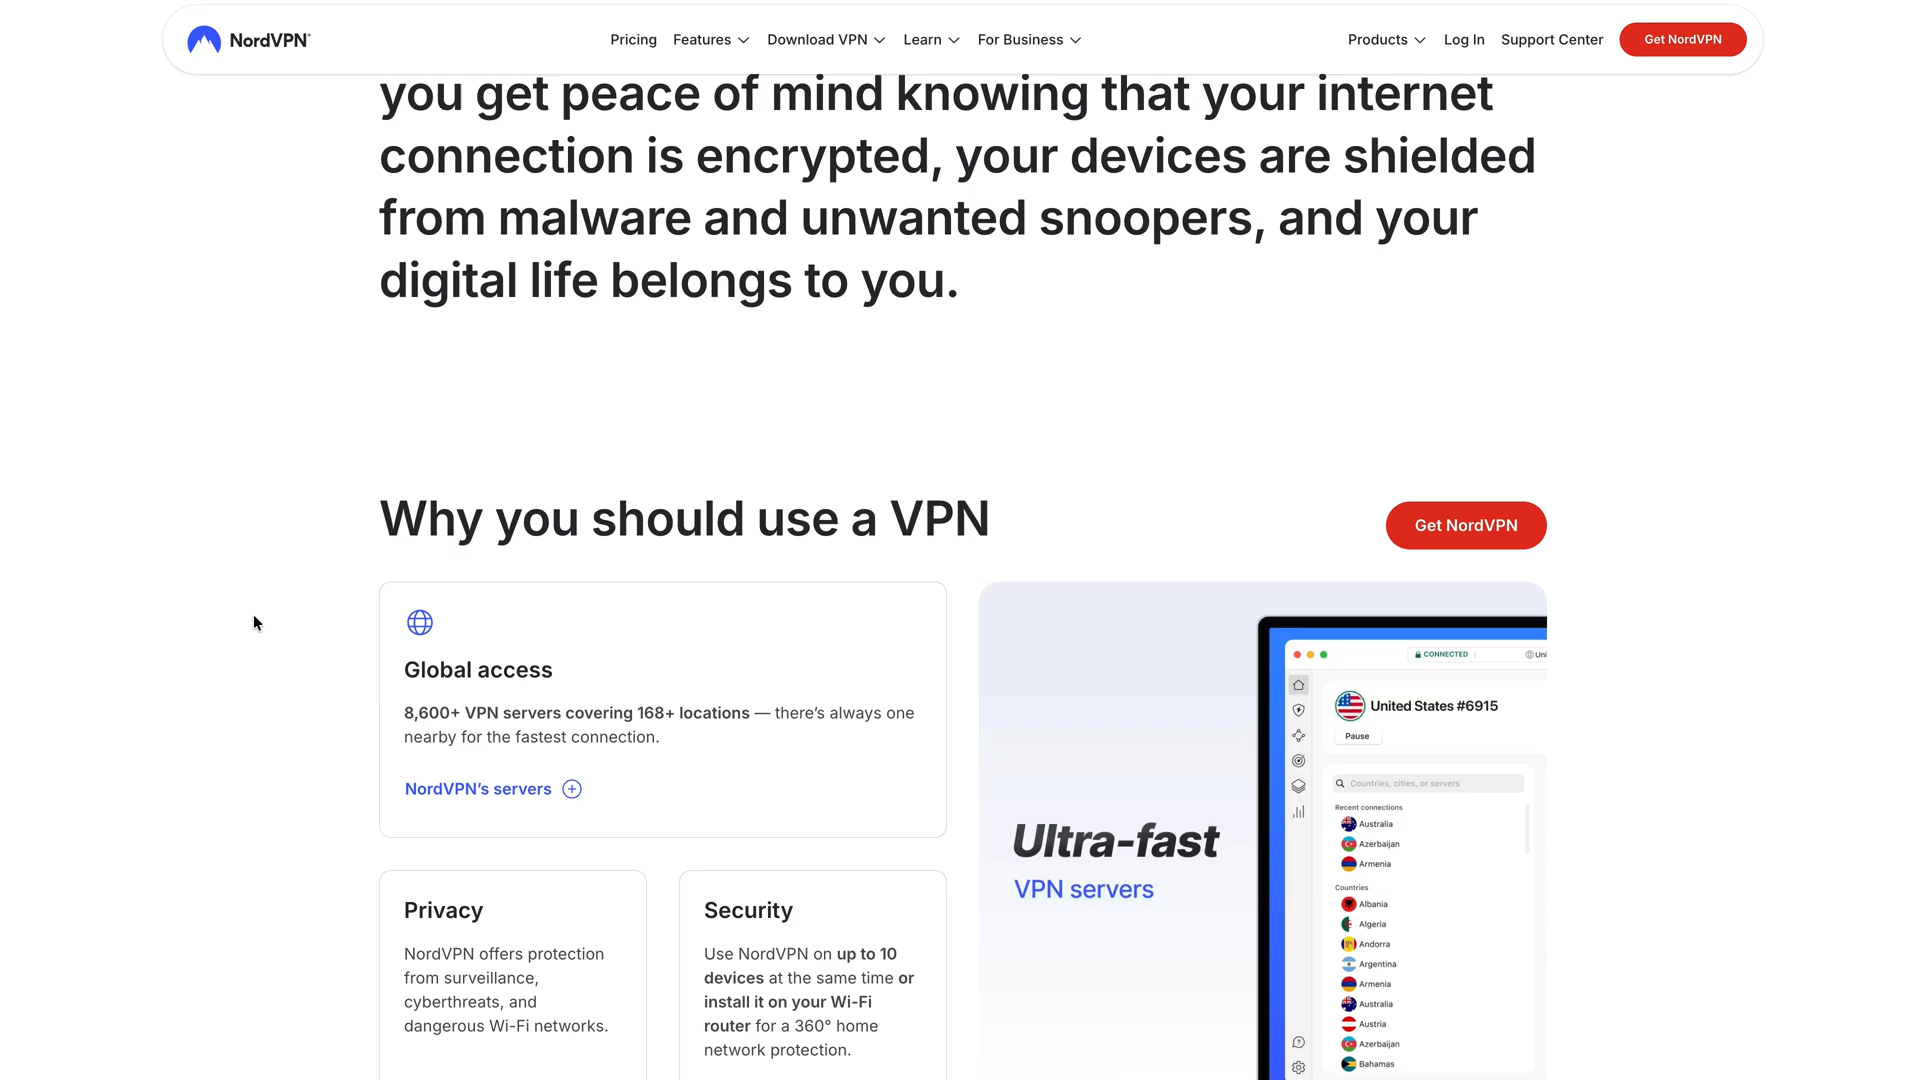 NordVPN®
Pricing
Features
Download VPN
Learn
For Business
Products
Log In
Support Center
Get NordVPN
you get peace of mind knowing that your internet
connection is encrypted, your devices are shielded
from malware and unwanted snoopers, and your
digital life belongs to you.
Why you should use a VPN
Get NordVPN
Global access
8,600+ VPN servers covering 168+ locations — there’s always one
nearby for the fastest connection.
NordVPN’s servers
Privacy
NordVPN offers protection
from surveillance,
cyberthreats, and
dangerous Wi-Fi networks.
Security
Use NordVPN on up to 10
devices at the same time or
install it on your Wi-Fi
router for a 360° home
network protection.
Ultra-fast
VPN servers
CONNECTED
Uni
United States #6915
Pause
Countries, cities, or servers
Recent connections
Australia
Azerbaijan
Armenia
Countries
Albania
Algeria
Andorra
Argentina
Armenia
Australia
Austria
Azerbaijan
Bahamas